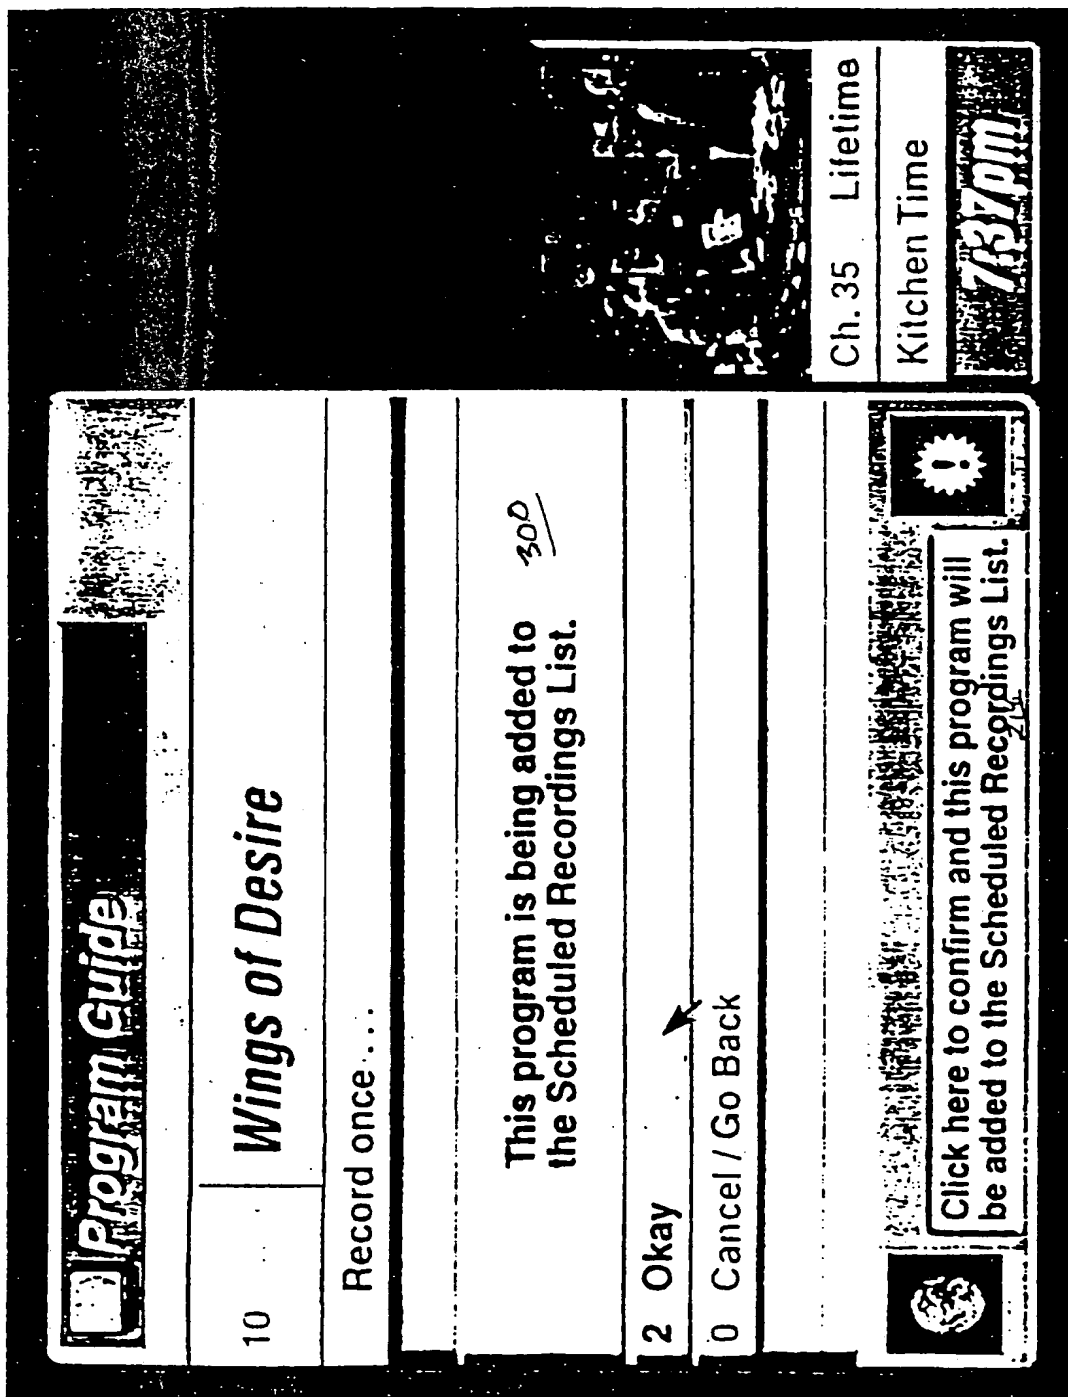 Program Guide
10 Wings of Desire
Record once...
This program is being added to
the Scheduled Recordings List.
300
2 Okay
0 Cancel / Go Back
Click here to confirm and this program will
be added to the Scheduled Recordings List.
Ch. 35 Lifetime
Kitchen Time
7:37pm